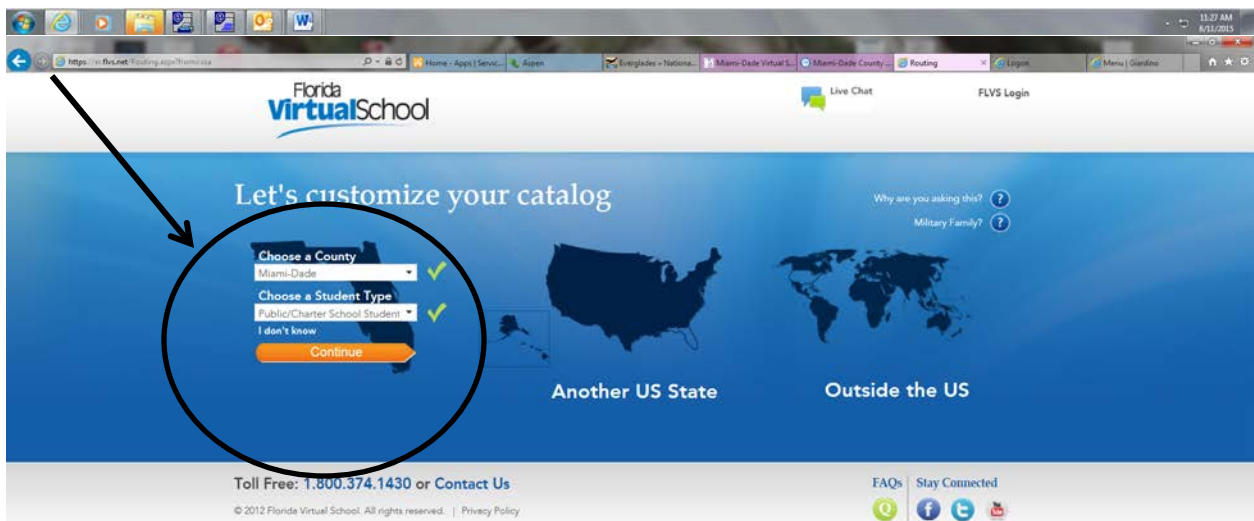 11:27 AM
6/11/2015
Home - Apps | Servic...
Aspen
Everglades - Nationa...
Miami-Dade Virtual S...
Miami-Dade County ...
Routing
Logon
Menu | Giardino
Florida
VirtualSchool
Live Chat
FLVS Login
Let's customize your catalog
Why are you asking this? ?
Military Family? ?
Choose a County
Miami-Dade
Choose a Student Type
Public/Charter School Student
I don't know
Continue
Another US State
Outside the US
Toll Free: 1.800.374.1430 or Contact Us
FAQs
Stay Connected
© 2012 Florida Virtual School. All rights reserved. | Privacy Policy